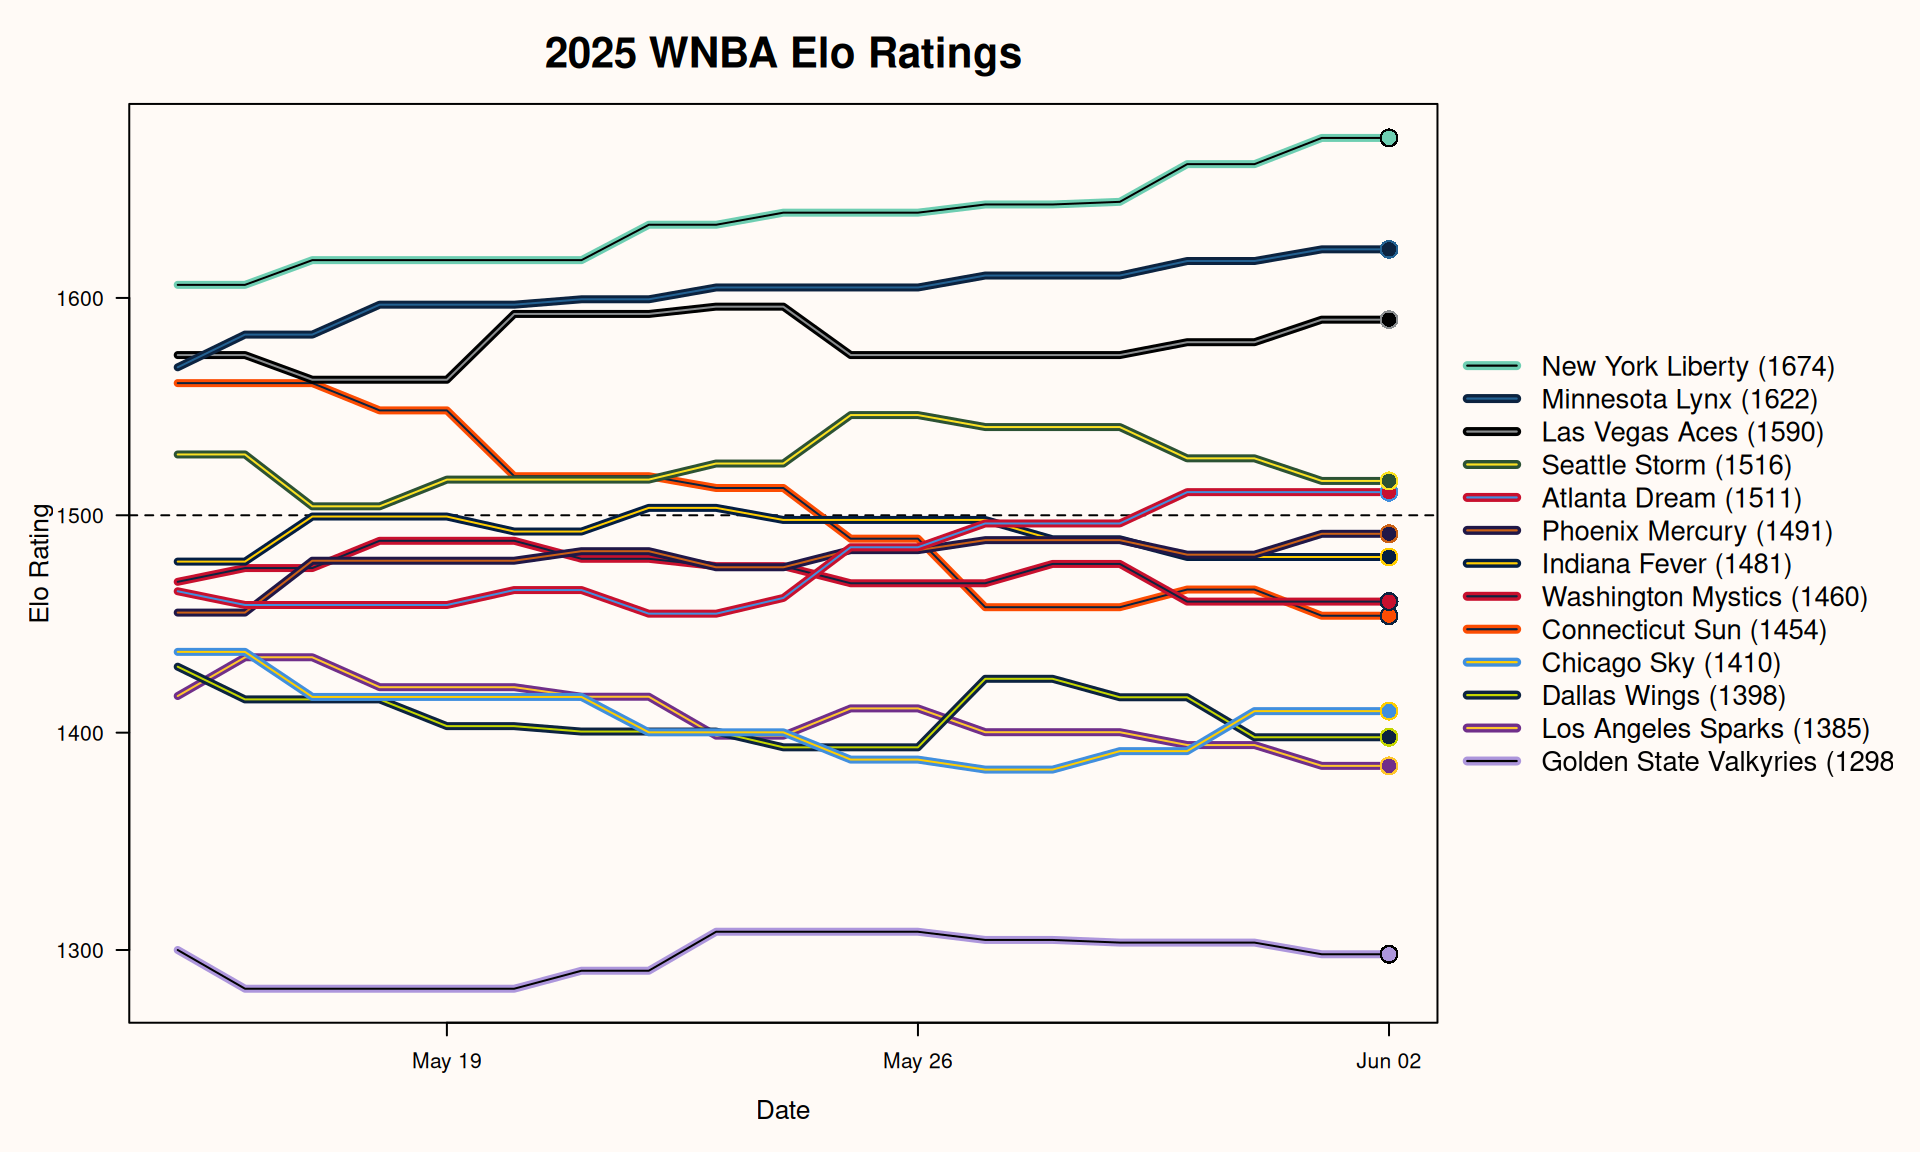 2025 WNBA Elo Ratings
Elo Rating
1600
1500
1400
1300
May 19
May 26
Jun 02
Date
New York Liberty (1674)
Minnesota Lynx (1622)
Las Vegas Aces (1590)
Seattle Storm (1516)
Atlanta Dream (1511)
Phoenix Mercury (1491)
Indiana Fever (1481)
Washington Mystics (1460)
Connecticut Sun (1454)
Chicago Sky (1410)
Dallas Wings (1398)
Los Angeles Sparks (1385)
Golden State Valkyries (1298